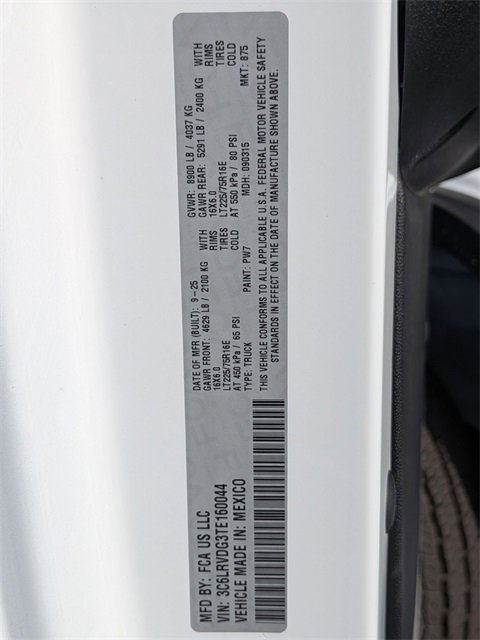 MFD BY: FCA US LLC
VIN: 3C6LRVDG3TE160044
VEHICLE MADE IN: MEXICO
DATE OF MFR (BUILT): 9-25 GVWR: 8900 LB / 4037 KG
GAWR FRONT: 4629 LB / 2100 KG WITH GAWR REAR: 5291 LB / 2400 KG WITH
16X6.0 RIMS 16X6.0 RIMS
LT225/75R16E TIRES LT225/75R16E TIRES
AT 450 kPa / 65 PSI COLD AT 550 kPa / 80 PSI COLD
TYPE: TRUCK PAINT: PW7 MDH: 090315 MKT: 875
THIS VEHICLE CONFORMS TO ALL APPLICABLE U.S.A. FEDERAL MOTOR VEHICLE SAFETY
STANDARDS IN EFFECT ON THE DATE OF MANUFACTURE SHOWN ABOVE.